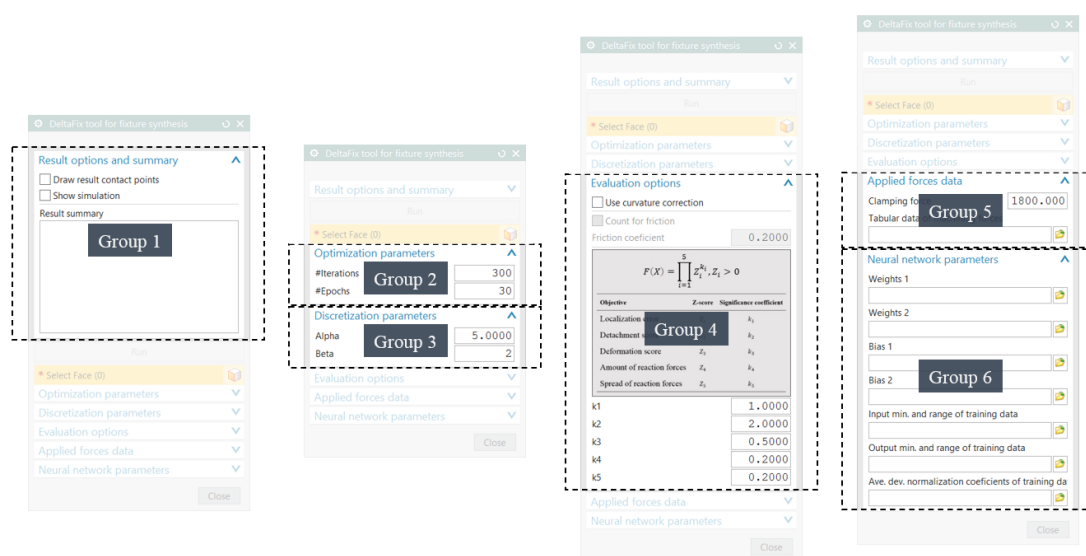 DeltaFix tool for fixture synthesis
Result options and summary
Draw result contact points
Show simulation
Result summary
Group 1
Run
* Select Face (0)
Optimization parameters
Discretization parameters
Evaluation options
Applied forces data
Neural network parameters
Close
DeltaFix tool for fixture synthesis
Result options and summary
Run
* Select Face (0)
Optimization parameters
#Iterations 300
#Epochs 30
Group 2
Discretization parameters
Alpha 5.0000
Beta 2
Group 3
Evaluation options
Applied forces data
Neural network parameters
Close
DeltaFix tool for fixture synthesis
Result options and summary
Run
* Select Face (0)
Optimization parameters
Discretization parameters
Evaluation options
Use curvature correction
Count for friction
Friction coefficient 0.2000
F(X) = ∏_{i=1}^{5} Z_i^{k_i}, Z_i > 0
Objective Z-score Significance coefficient
Localization k₁
Detachment k₂
Deformation score Z₃ k₃
Amount of reaction forces Z₄ k₄
Spread of reaction forces Z₅ k₅
Group 4
k1 1.0000
k2 2.0000
k3 0.5000
k4 0.2000
k5 0.2000
Applied forces data
Neural network parameters
Close
DeltaFix tool for fixture synthesis
Result options and summary
Run
* Select Face (0)
Optimization parameters
Discretization parameters
Evaluation options
Applied forces data
Clamping 1800.000
Tabular
Group 5
Neural network parameters
Weights 1
Weights 2
Bias 1
Bias 2
Group 6
Input min. and range of training data
Output min. and range of training data
Ave. dev. normalization coeficients of training da
Close